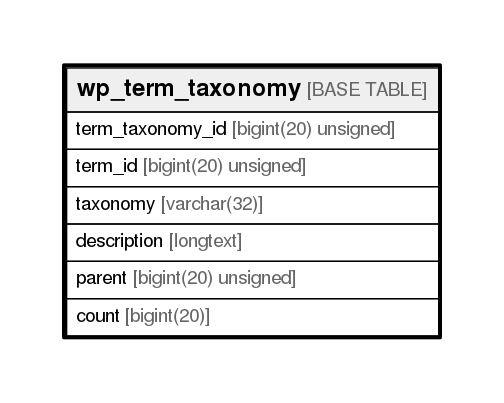 wp_term_taxonomy [BASE TABLE]
term_taxonomy_id [bigint(20) unsigned]
term_id [bigint(20) unsigned]
taxonomy [varchar(32)]
description [longtext]
parent [bigint(20) unsigned]
count [bigint(20)]